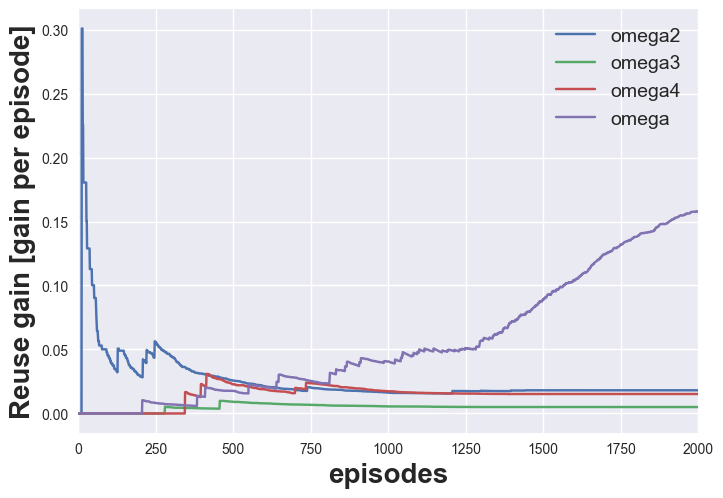 Reuse gain [gain per episode]
0.30
0.25
0.20
0.15
0.10
0.05
0.00
omega2
omega3
omega4
omega
0 250 500 750 1000 1250 1500 1750 2000
episodes